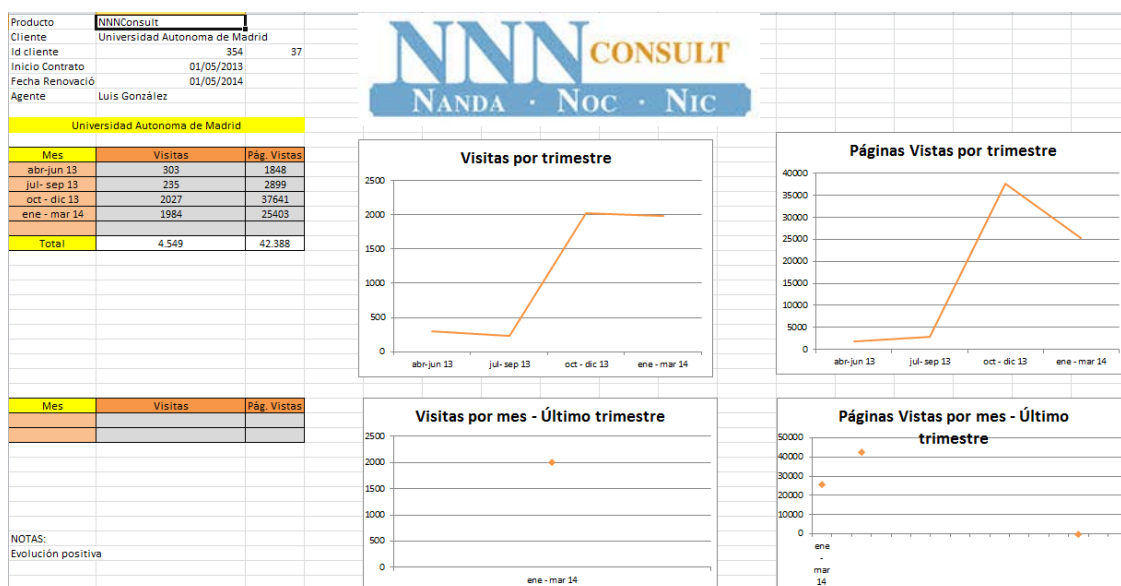 Producto NNNConsult
Cliente Universidad Autonoma de Madrid
Id cliente 354 37
Inicio Contrato 01/05/2013
Fecha Renovació 01/05/2014
Agente Luis González
NNN CONSULT
NANDA · NOC · NIC
Universidad Autonoma de Madrid
Mes Visitas Pág. Vistas
abr-jun 13 303 1848
jul- sep 13 235 2899
oct - dic 13 2027 37641
ene - mar 14 1984 25403
Total 4.549 42.388
Visitas por trimestre
2500
2000
1500
1000
500
0
abr-jun 13 jul- sep 13 oct - dic 13 ene - mar 14
Páginas Vistas por trimestre
40000
35000
30000
25000
20000
15000
10000
5000
0
abr-jun 13 jul- sep 13 oct - dic 13 ene - mar 14
Mes Visitas Pág. Vistas
Visitas por mes - Último trimestre
2500
2000
1500
1000
500
0
ene - mar 14
Páginas Vistas por mes - Último
trimestre
50000
40000
30000
20000
10000
0
ene
-
mar
14
NOTAS:
Evolución positiva